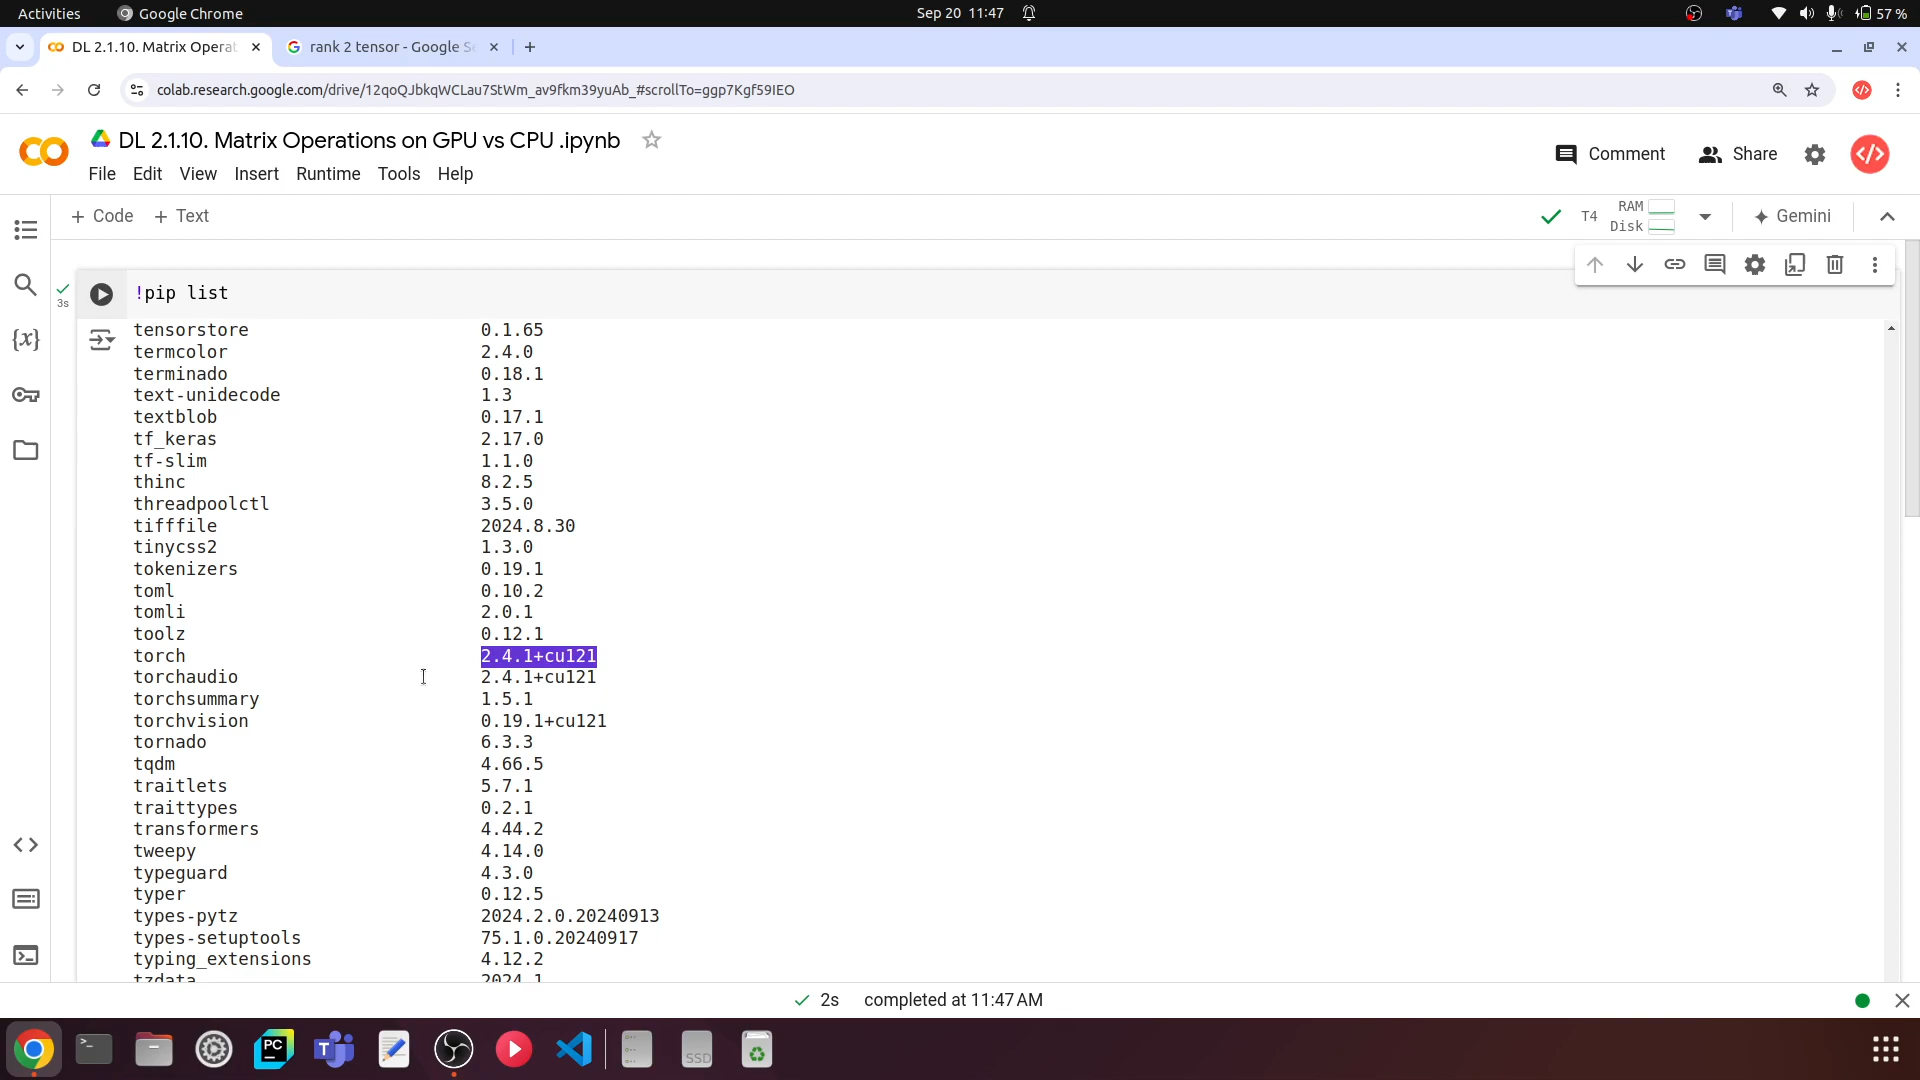 Activities Google Chrome Sep 20 11:47 57 %
DL 2.1.10. Matrix Operat rank 2 tensor - Google S
colab.research.google.com/drive/12qoQJbkqWCLau7StWm_av9fkm39yuAb_#scrollTo=ggp7Kgf59IEO
DL 2.1.10. Matrix Operations on GPU vs CPU .ipynb
Comment Share
File Edit View Insert Runtime Tools Help
+ Code + Text T4 RAM Disk Gemini
3s
!pip list
tensorstore 0.1.65
termcolor 2.4.0
terminado 0.18.1
text-unidecode 1.3
textblob 0.17.1
tf_keras 2.17.0
tf-slim 1.1.0
thinc 8.2.5
threadpoolctl 3.5.0
tifffile 2024.8.30
tinycss2 1.3.0
tokenizers 0.19.1
toml 0.10.2
tomli 2.0.1
toolz 0.12.1
torch 2.4.1+cu121
torchaudio 2.4.1+cu121
torchsummary 1.5.1
torchvision 0.19.1+cu121
tornado 6.3.3
tqdm 4.66.5
traitlets 5.7.1
traittypes 0.2.1
transformers 4.44.2
tweepy 4.14.0
typeguard 4.3.0
typer 0.12.5
types-pytz 2024.2.0.20240913
types-setuptools 75.1.0.20240917
typing_extensions 4.12.2
tzdata 2024.1
2s completed at 11:47 AM
PC
SSD